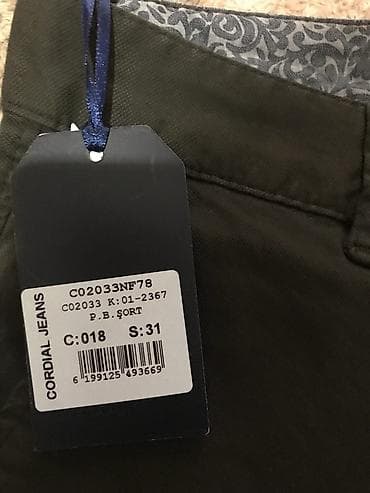 CORDIAL JEANS
C02033NF78
C02033 K:01-2367
P.B.ŞORT
C:018 S:31
6 199125 493669